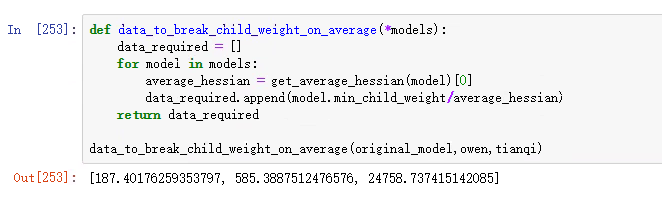 In [253]: def data_to_break_child_weight_on_average(*models):
data_required = []
for model in models:
average_hessian = get_average_hessian(model)[0]
data_required.append(model.min_child_weight/average_hessian)
return data_required
data_to_break_child_weight_on_average(original_model,owen,tianqi)
Out[253]: [187.40176259353797, 585.3887512476576, 24758.737415142085]